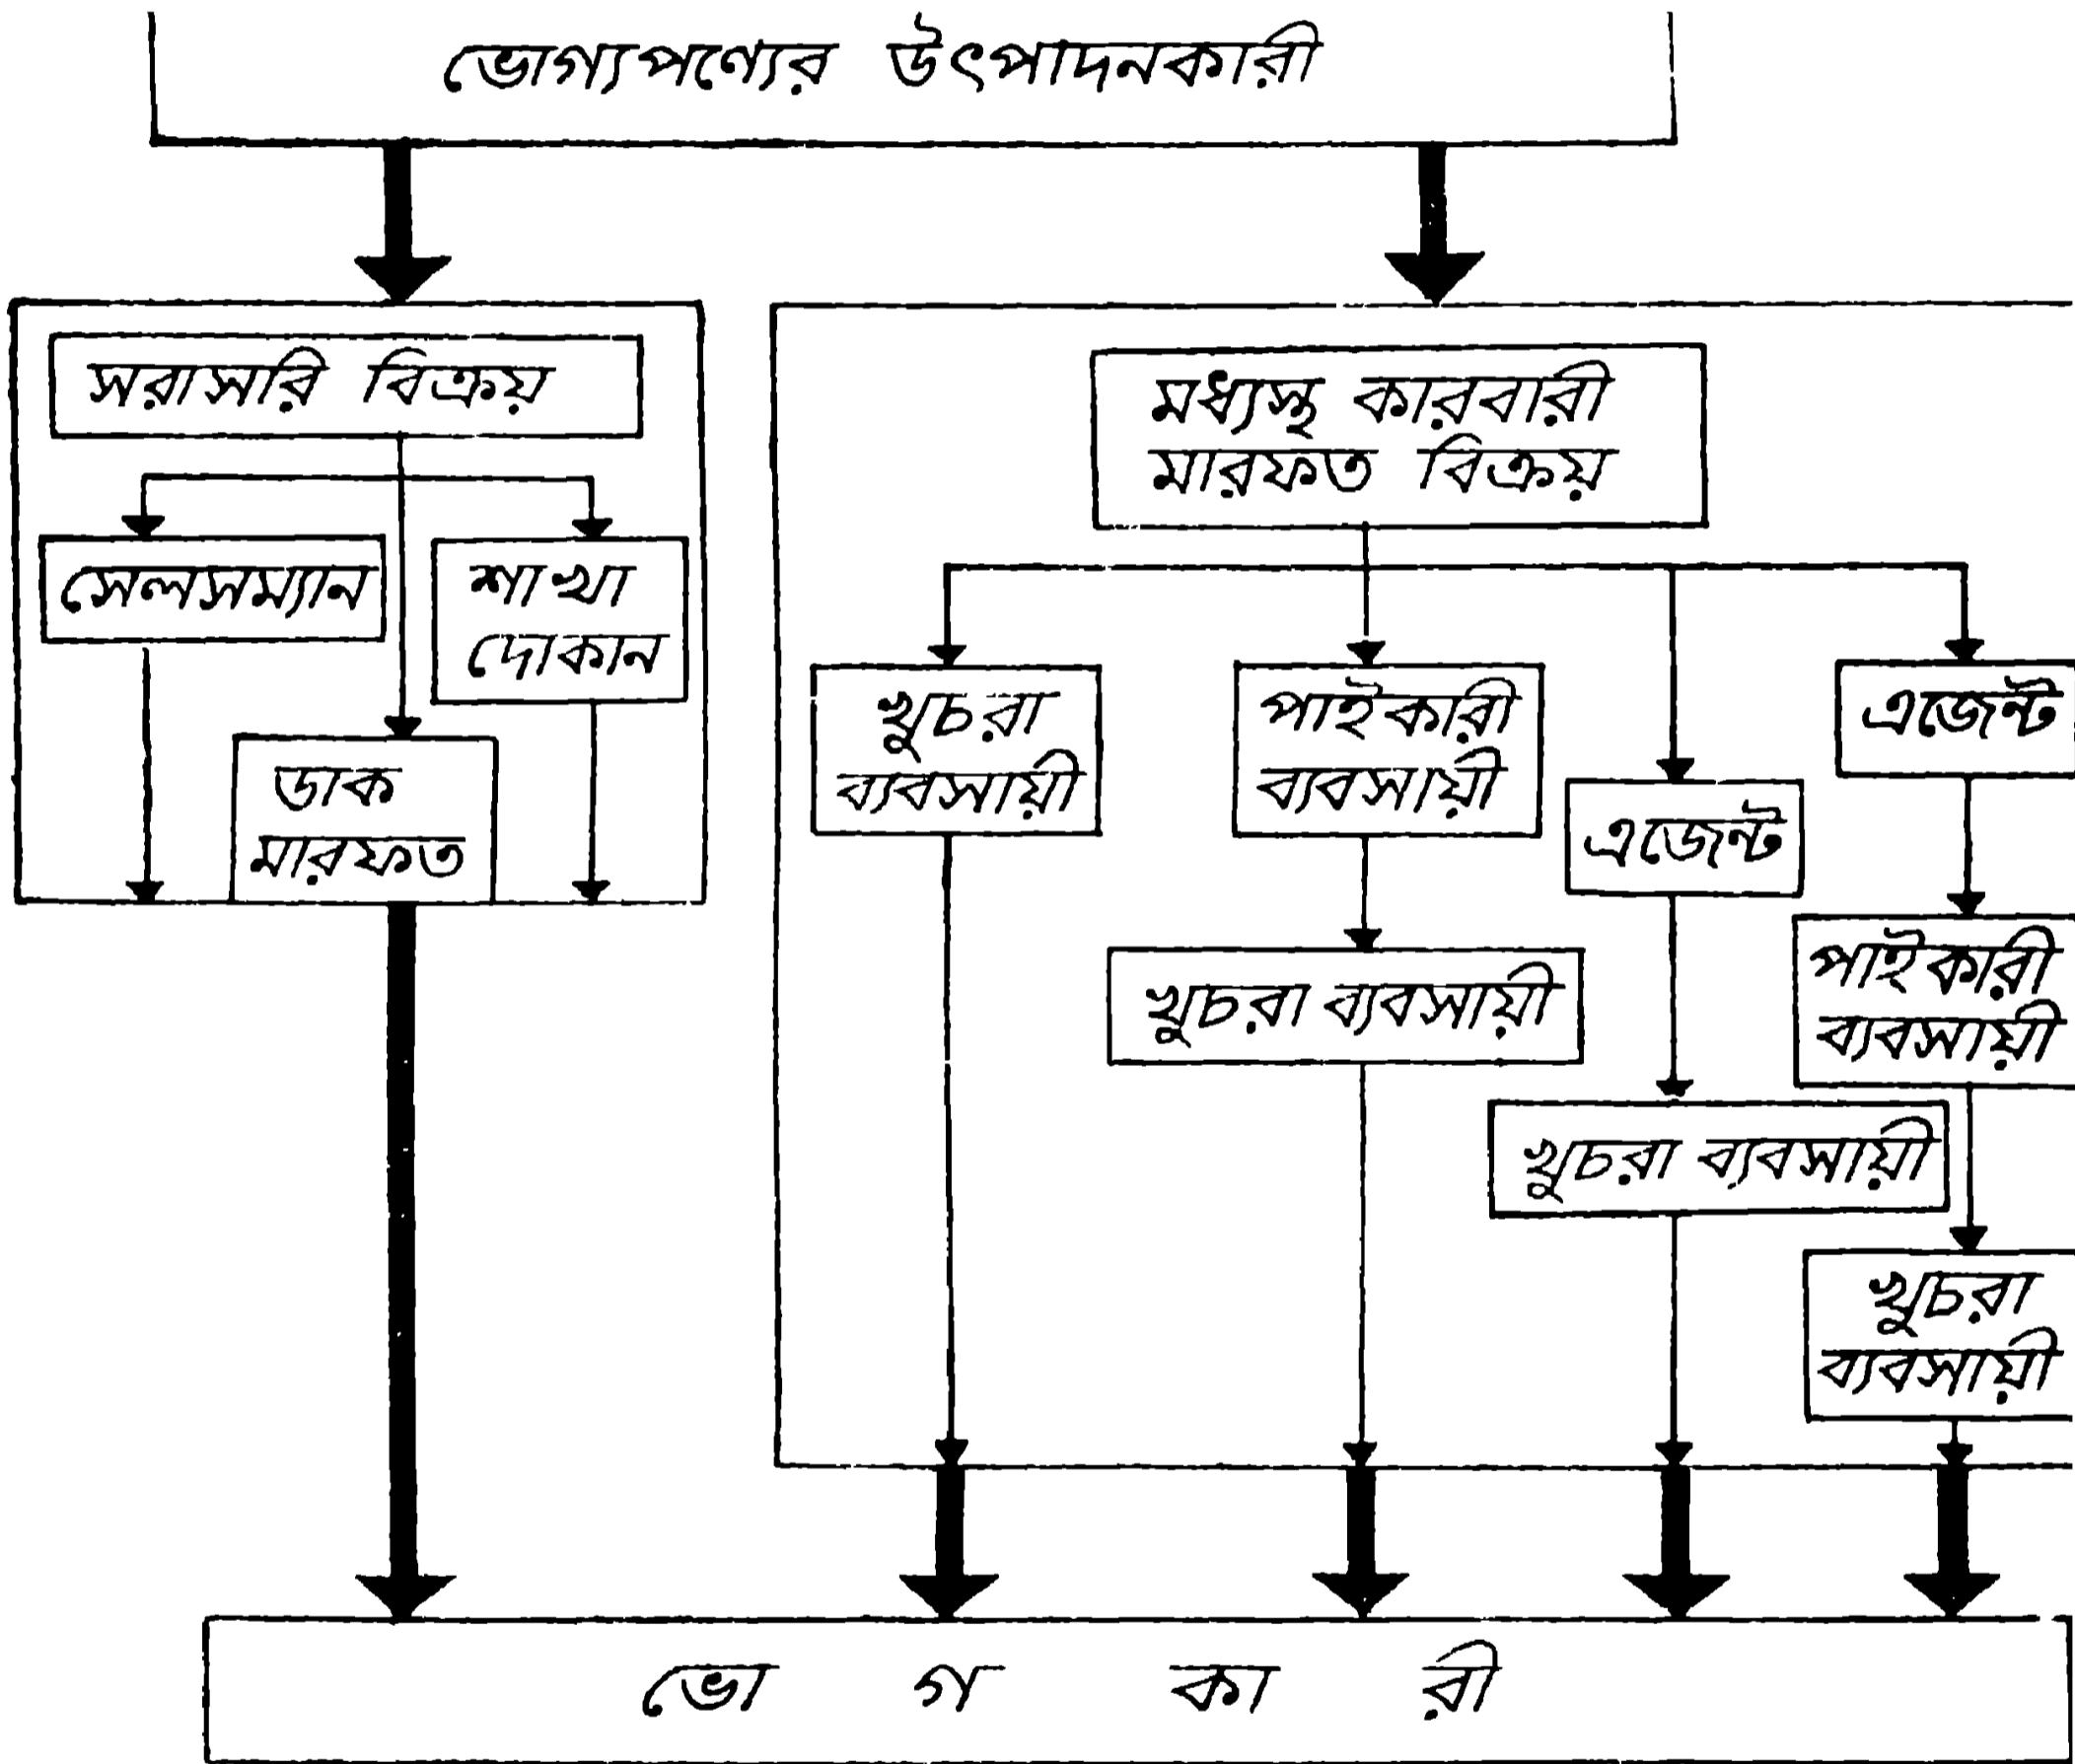 ভোগ্যপণ্যের উৎপাদনকারী
সরাসরি বিক্রয়
সেলসম্যান
শাখা
দোকান
ডাক
মারফত
মধ্যস্থ কারবারী
মারফত বিক্রয়
খুচরা
ব্যবসায়ী
পাইকারী
ব্যবসায়ী
খুচরা ব্যবসায়ী
এজেন্ট
খুচরা ব্যবসায়ী
এজেন্ট
পাইকারী
ব্যবসায়ী
খুচরা
ব্যবসায়ী
ভো গ কা রী